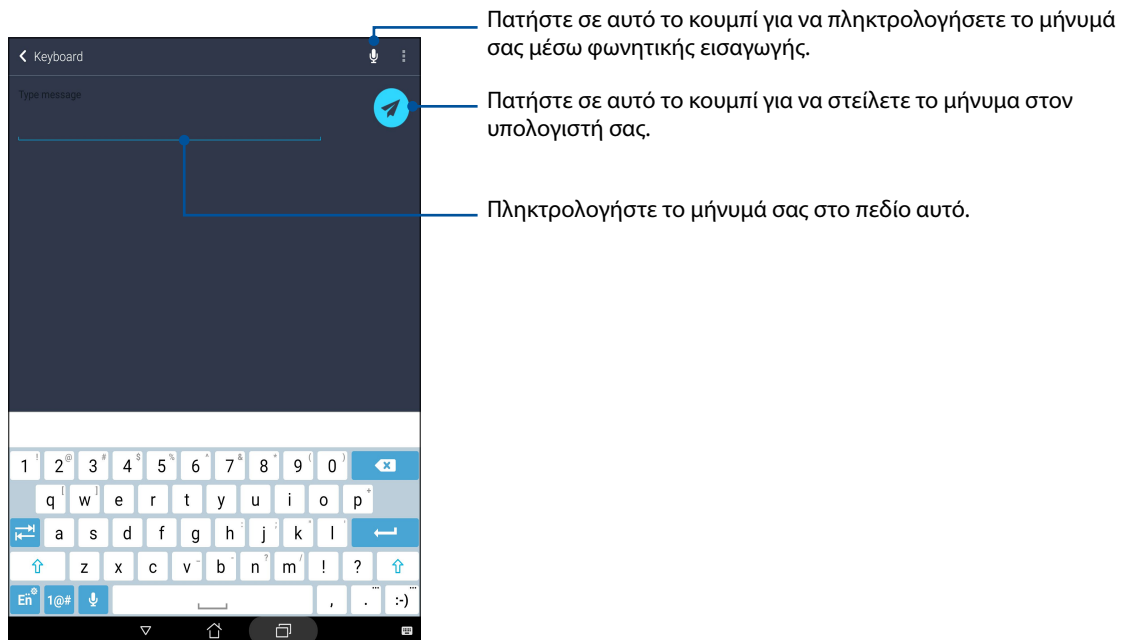 Πατήστε σε αυτό το κουμπί για να πληκτρολογήσετε το μήνυμά
σας μέσω φωνητικής εισαγωγής.
Keyboard
Type message
Πατήστε σε αυτό το κουμπί για να στείλετε το μήνυμα στον
υπολογιστή σας.
Πληκτρολογήστε το μήνυμά σας στο πεδίο αυτό.
1 ! 2 @ 3 # 4 $ 5 % 6 ^ 7 & 8 * 9 ( 0 )
q [ w ] e r t y u i o p +
a s d f g h : j ; k " l '
z x c v _ b - n ? m / ! ?
En 1@# , . ... :-) ...